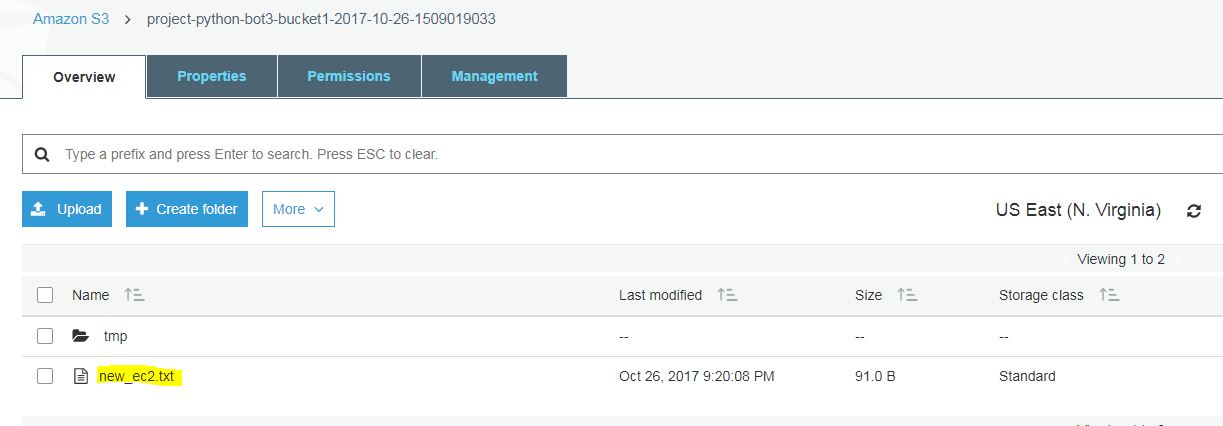 Amazon S3 > project-python-bot3-bucket1-2017-10-26-1509019033
Overview Properties Permissions Management
Type a prefix and press Enter to search. Press ESC to clear.
Upload + Create folder More US East (N. Virginia)
Viewing 1 to 2
Name Last modified Size Storage class
tmp -- -- --
new_ec2.txt Oct 26, 2017 9:20:08 PM 91.0 B Standard